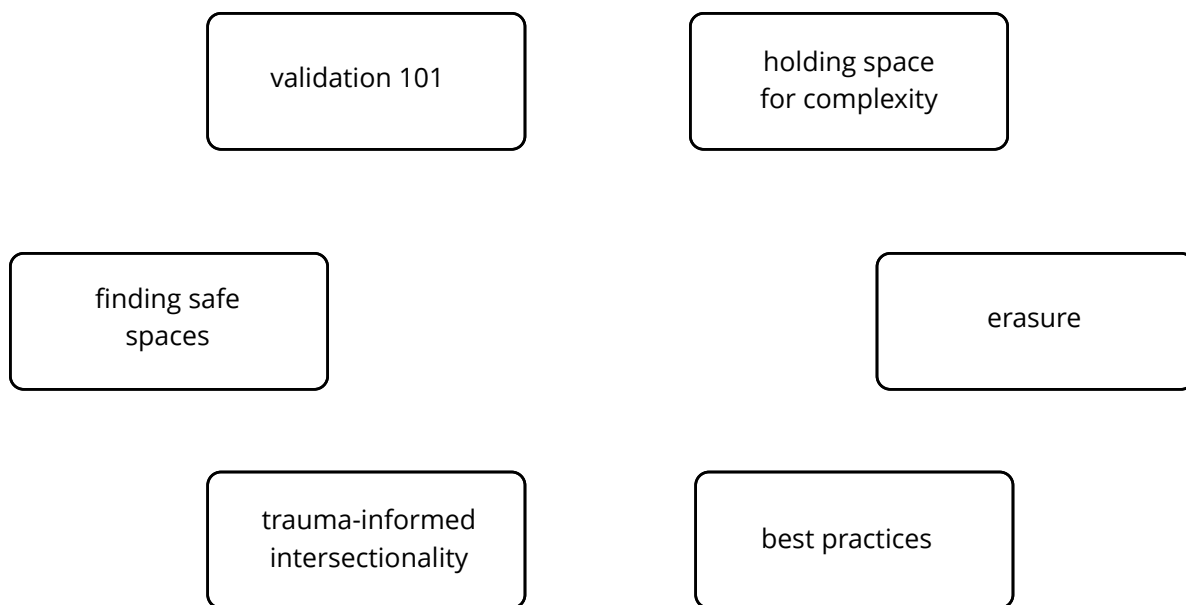 validation 101
holding space
for complexity
finding safe
spaces
erasure
trauma-informed
intersectionality
best practices